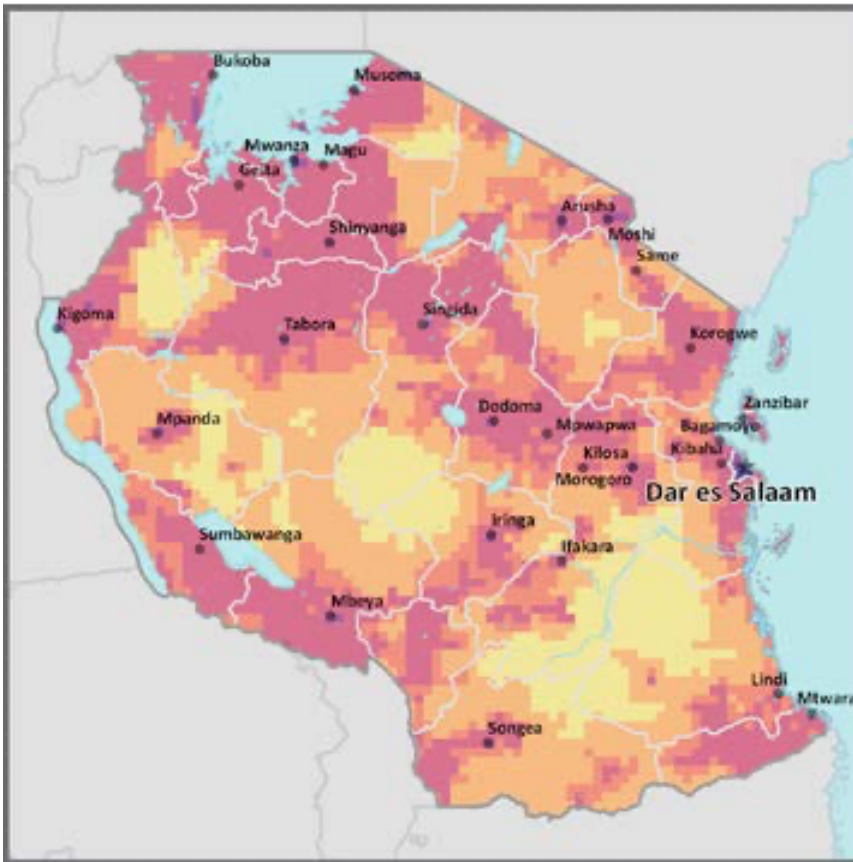 Bukoba
Musoma
Mwanza
Magu
Geita
Shinyanga
Arusha
Moshi
Same
Kigoma
Tabora
Singida
Korogwe
Mpanda
Dodoma
Mpwapwa
Zanzibar
Bagamoyo
Kilosa
Kibaha
Morogoro
Dar es Salaam
Iringa
Ifakara
Sumbawanga
Mbeya
Lindi
Mtwara
Songea